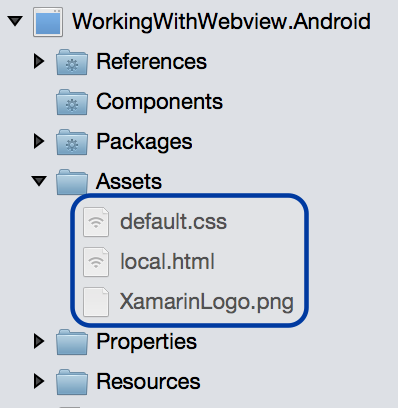 WorkingWithWebview.Android
References
Components
Packages
Assets
default.css
local.html
XamarinLogo.png
Properties
Resources